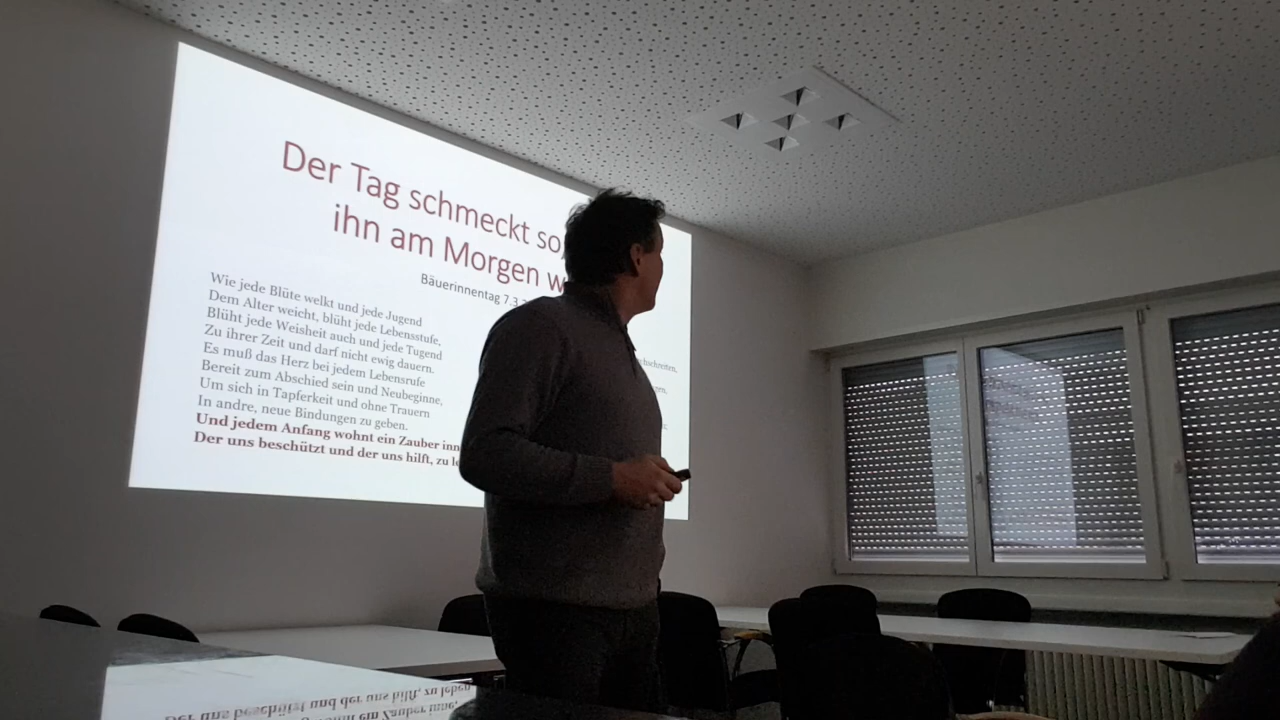 Der Tag schmeckt so,
ihn am Morgen w
Bäuerinnentag 7.3.
Wie jede Blüte welkt und jede Jugend
Dem Alter weicht, blüht jede Lebensstufe,
Blüht jede Weisheit auch und jede Tugend
Zu ihrer Zeit und darf nicht ewig dauern.
Es muß das Herz bei jedem Lebensrufe
Bereit zum Abschied sein und Neubeginne,
Um sich in Tapferkeit und ohne Trauern
In andre, neue Bindungen zu geben.
Und jedem Anfang wohnt ein Zauber inn
Der uns beschützt und der uns hilft, zu le